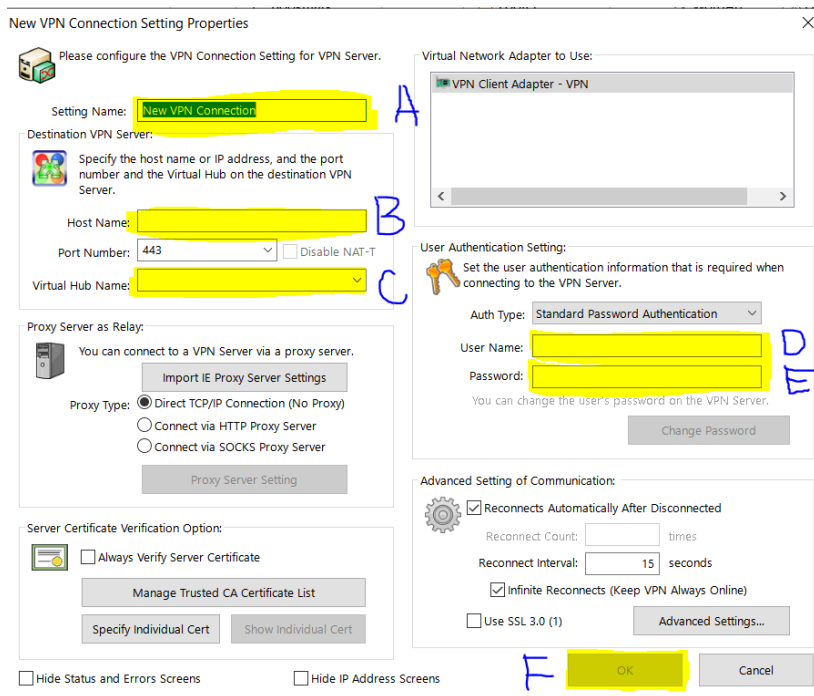 New VPN Connection Setting Properties
Please configure the VPN Connection Setting for VPN Server.
Setting Name: New VPN Connection A
Destination VPN Server:
Specify the host name or IP address, and the port
number and the Virtual Hub on the destination VPN
Server.
Host Name: B
Port Number: 443 Disable NAT-T
Virtual Hub Name: C
Proxy Server as Relay:
You can connect to a VPN Server via a proxy server.
Import IE Proxy Server Settings
Proxy Type: Direct TCP/IP Connection (No Proxy)
Connect via HTTP Proxy Server
Connect via SOCKS Proxy Server
Proxy Server Setting
Server Certificate Verification Option:
Always Verify Server Certificate
Manage Trusted CA Certificate List
Specify Individual Cert Show Individual Cert
Hide Status and Errors Screens Hide IP Address Screens
Virtual Network Adapter to Use:
VPN Client Adapter - VPN
User Authentication Setting:
Set the user authentication information that is required when
connecting to the VPN Server.
Auth Type: Standard Password Authentication
User Name: D
Password: E
You can change the user's password on the VPN Server.
Change Password
Advanced Setting of Communication:
Reconnects Automatically After Disconnected
Reconnect Count: times
Reconnect Interval: 15 seconds
Infinite Reconnects (Keep VPN Always Online)
Use SSL 3.0 (1) Advanced Settings...
F OK Cancel